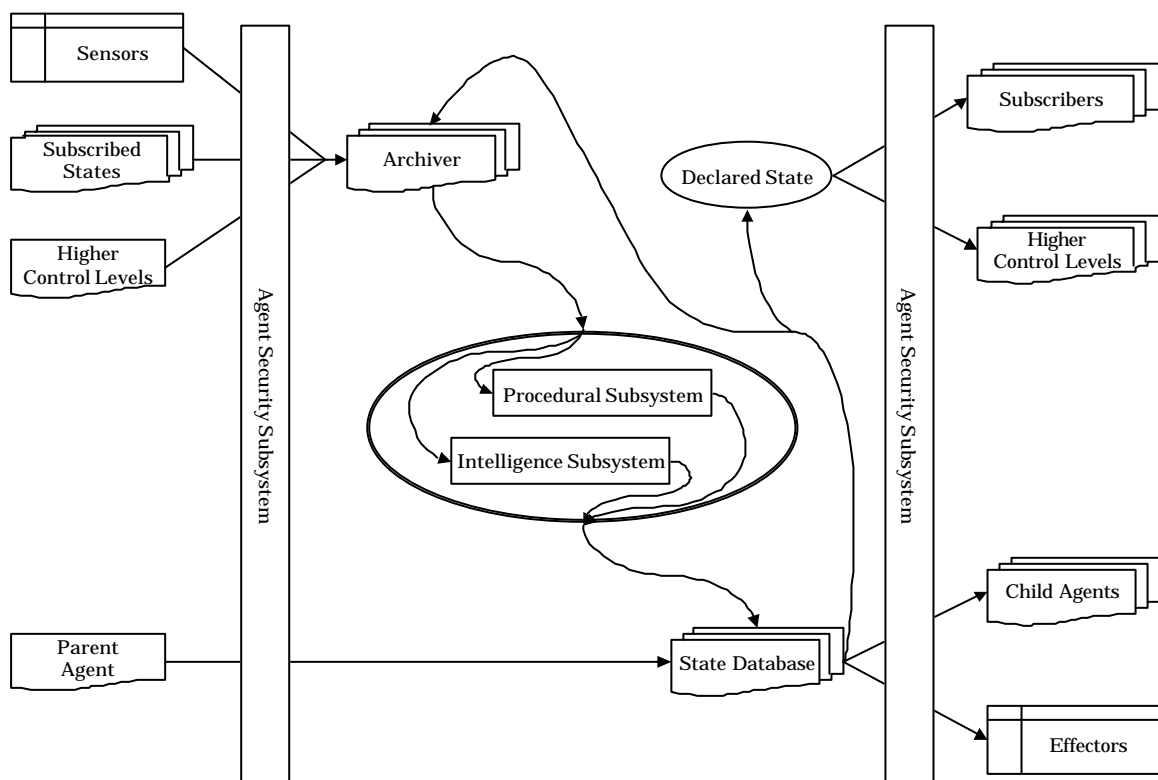 Sensors
Subscribed
States
Higher
Control Levels
Parent
Agent
Agent Security Subsystem
Archiver
Procedural Subsystem
Intelligence Subsystem
Declared State
State Database
Agent Security Subsystem
Subscribers
Higher
Control Levels
Child Agents
Effectors